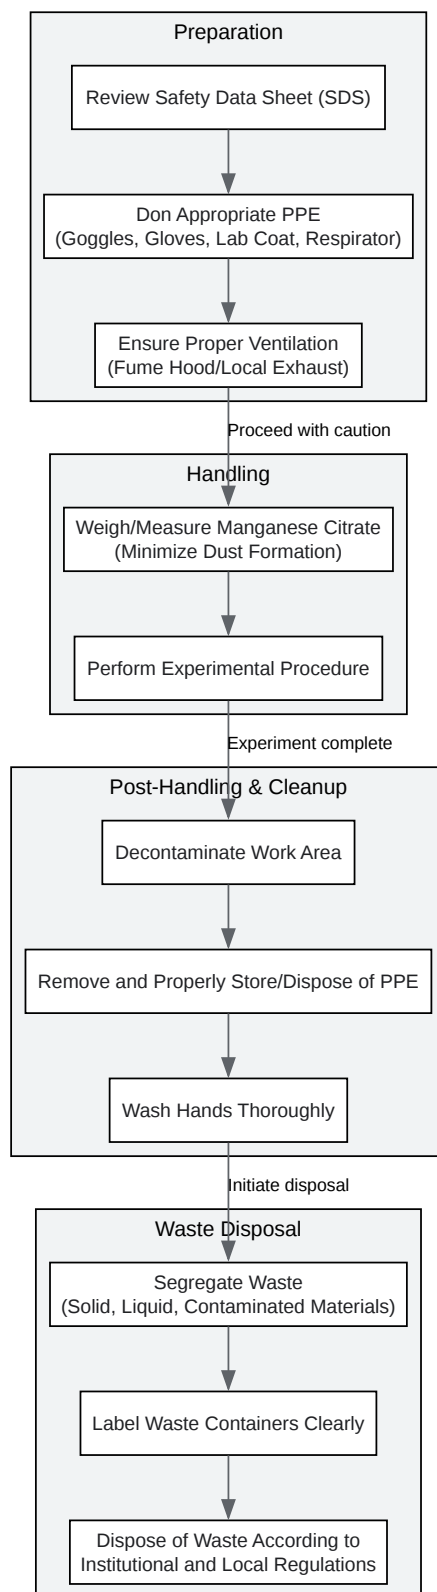 Preparation
Review Safety Data Sheet (SDS)
Don Appropriate PPE
(Goggles, Gloves, Lab Coat, Respirator)
Ensure Proper Ventilation
(Fume Hood/Local Exhaust)
Proceed with caution
Handling
Weigh/Measure Manganese Citrate
(Minimize Dust Formation)
Perform Experimental Procedure
Experiment complete
Post-Handling & Cleanup
Decontaminate Work Area
Remove and Properly Store/Dispose of PPE
Wash Hands Thoroughly
Initiate disposal
Waste Disposal
Segregate Waste
(Solid, Liquid, Contaminated Materials)
Label Waste Containers Clearly
Dispose of Waste According to
Institutional and Local Regulations